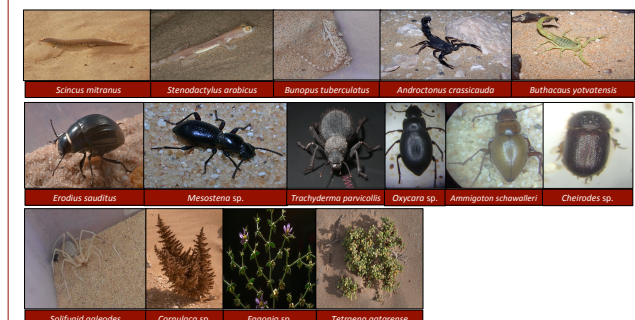 Scincus mitranus
Stenodactylus arabicus
Bunopus tuberculatus
Androctonus crassicauda
Buthacaus yotvatensis
Erodius sauditus
Mesostena sp.
Trachyderma parvicollis
Oxycara sp.
Ammigoton schawalleri
Cheirodes sp.
Solifugid galeodes
Cornulaca sp.
Fagonia sp.
Tetraena qatarense